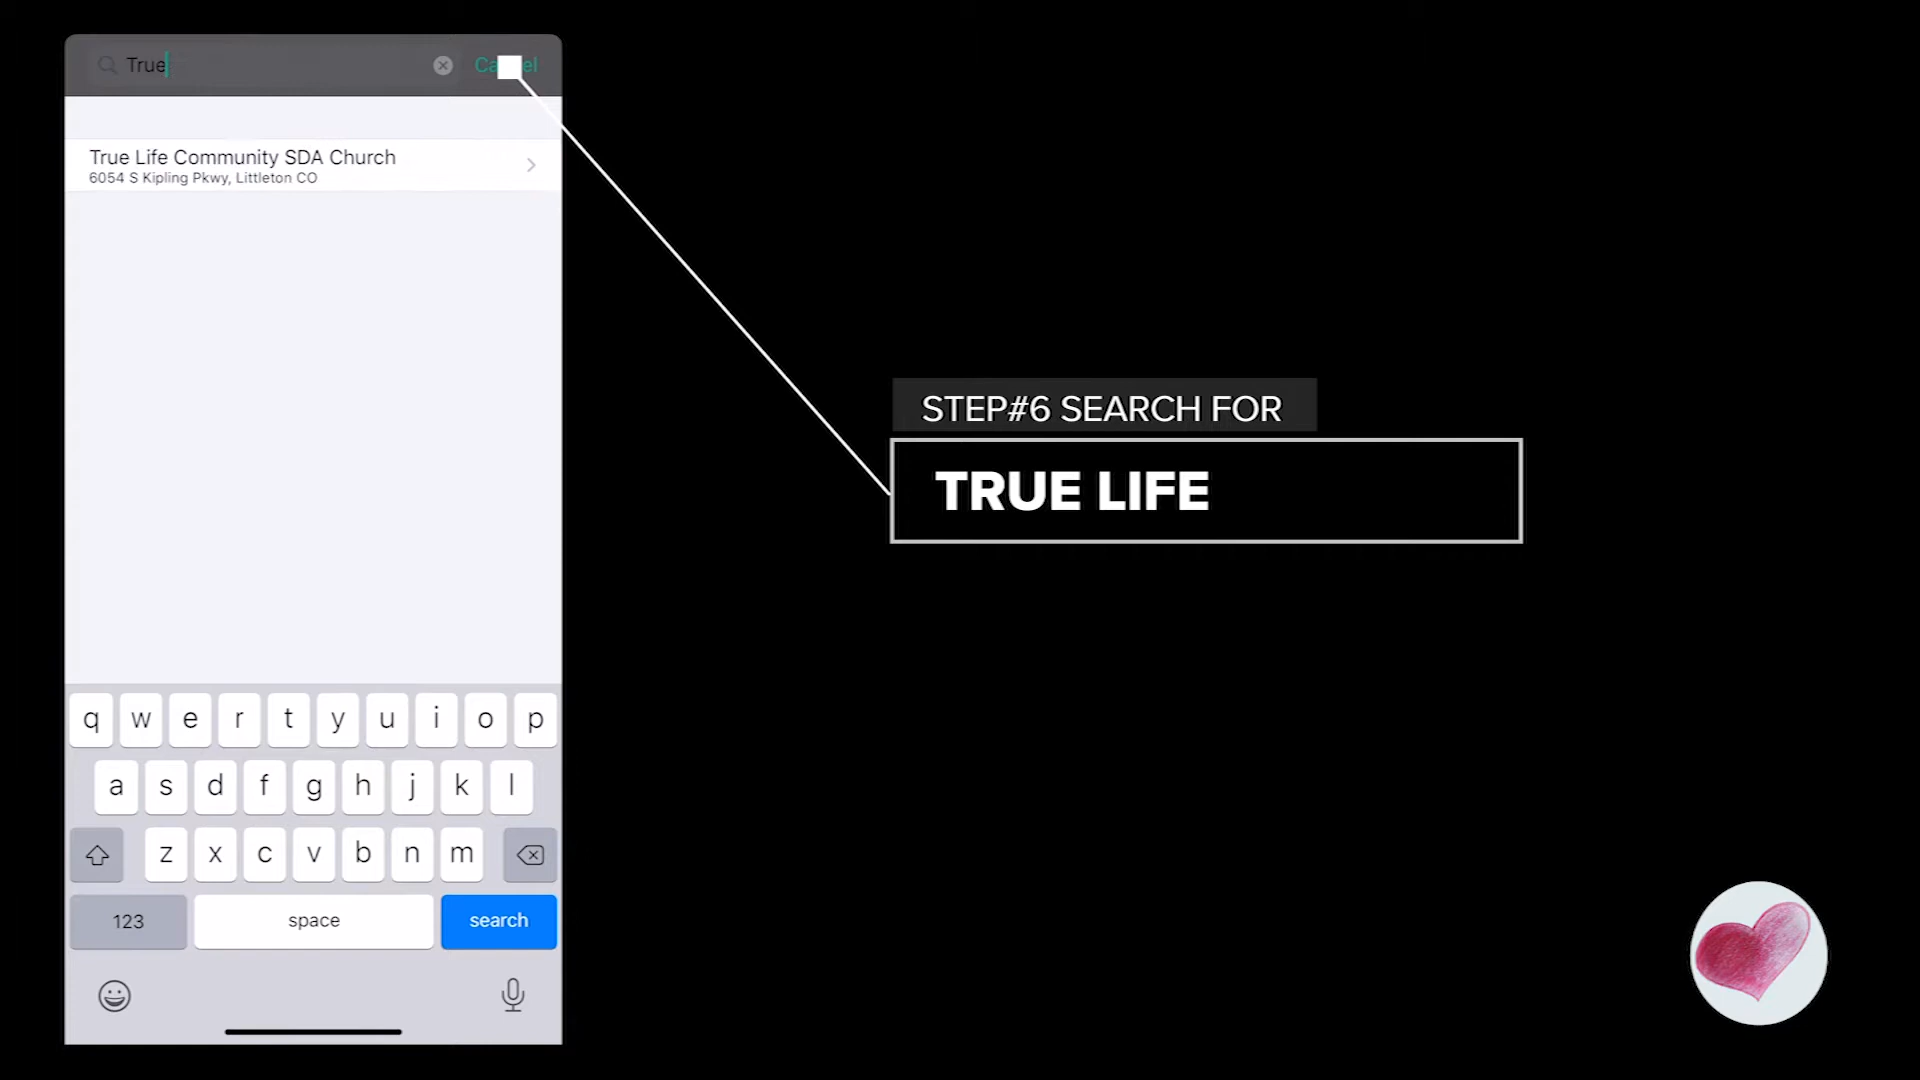 True
Cancel
True Life Community SDA Church
6054 S Kipling Pkwy, Littleton CO
STEP#6 SEARCH FOR
TRUE LIFE
q w e r t y u i o p
a s d f g h j k l
z x c v b n m
123 space search